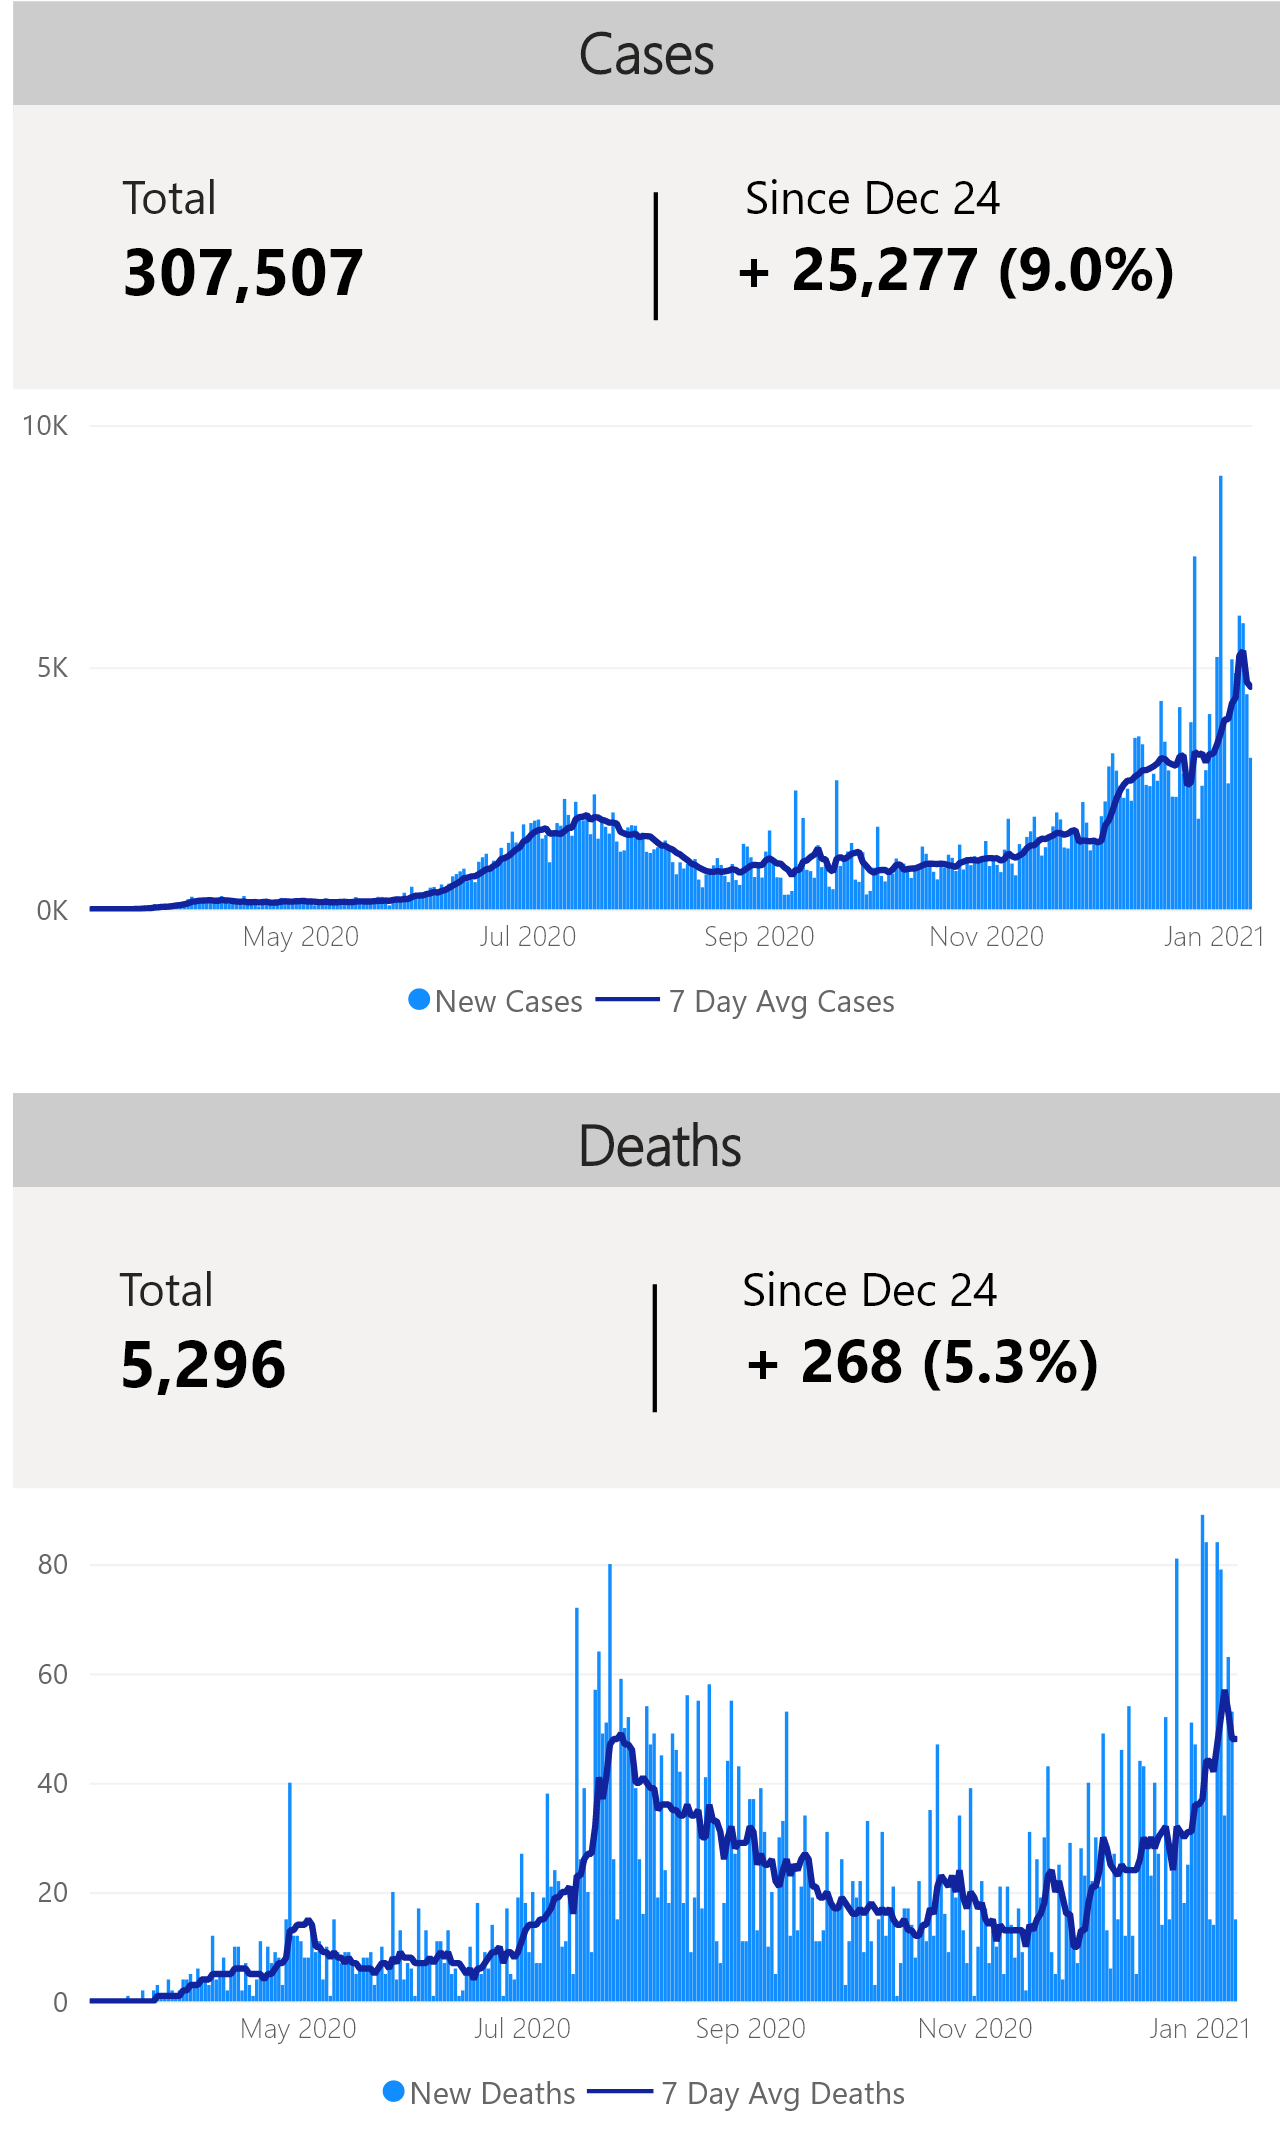 Cases
Total
Since Dec 24
307,507
+ 25,277 (9.0%)
10K
5K
0K
May 2020
Jul 2020
Sep 2020
Nov 2020
Jan 2021
New Cases
7 Day Avg Cases
Deaths
Total
Since Dec 24
5,296
+ 268 (5.3%)
80
60
40
20
0
May 2020
Jul 2020
Sep 2020
Nov 2020
Jan 2021
New Deaths
7 Day Avg Deaths